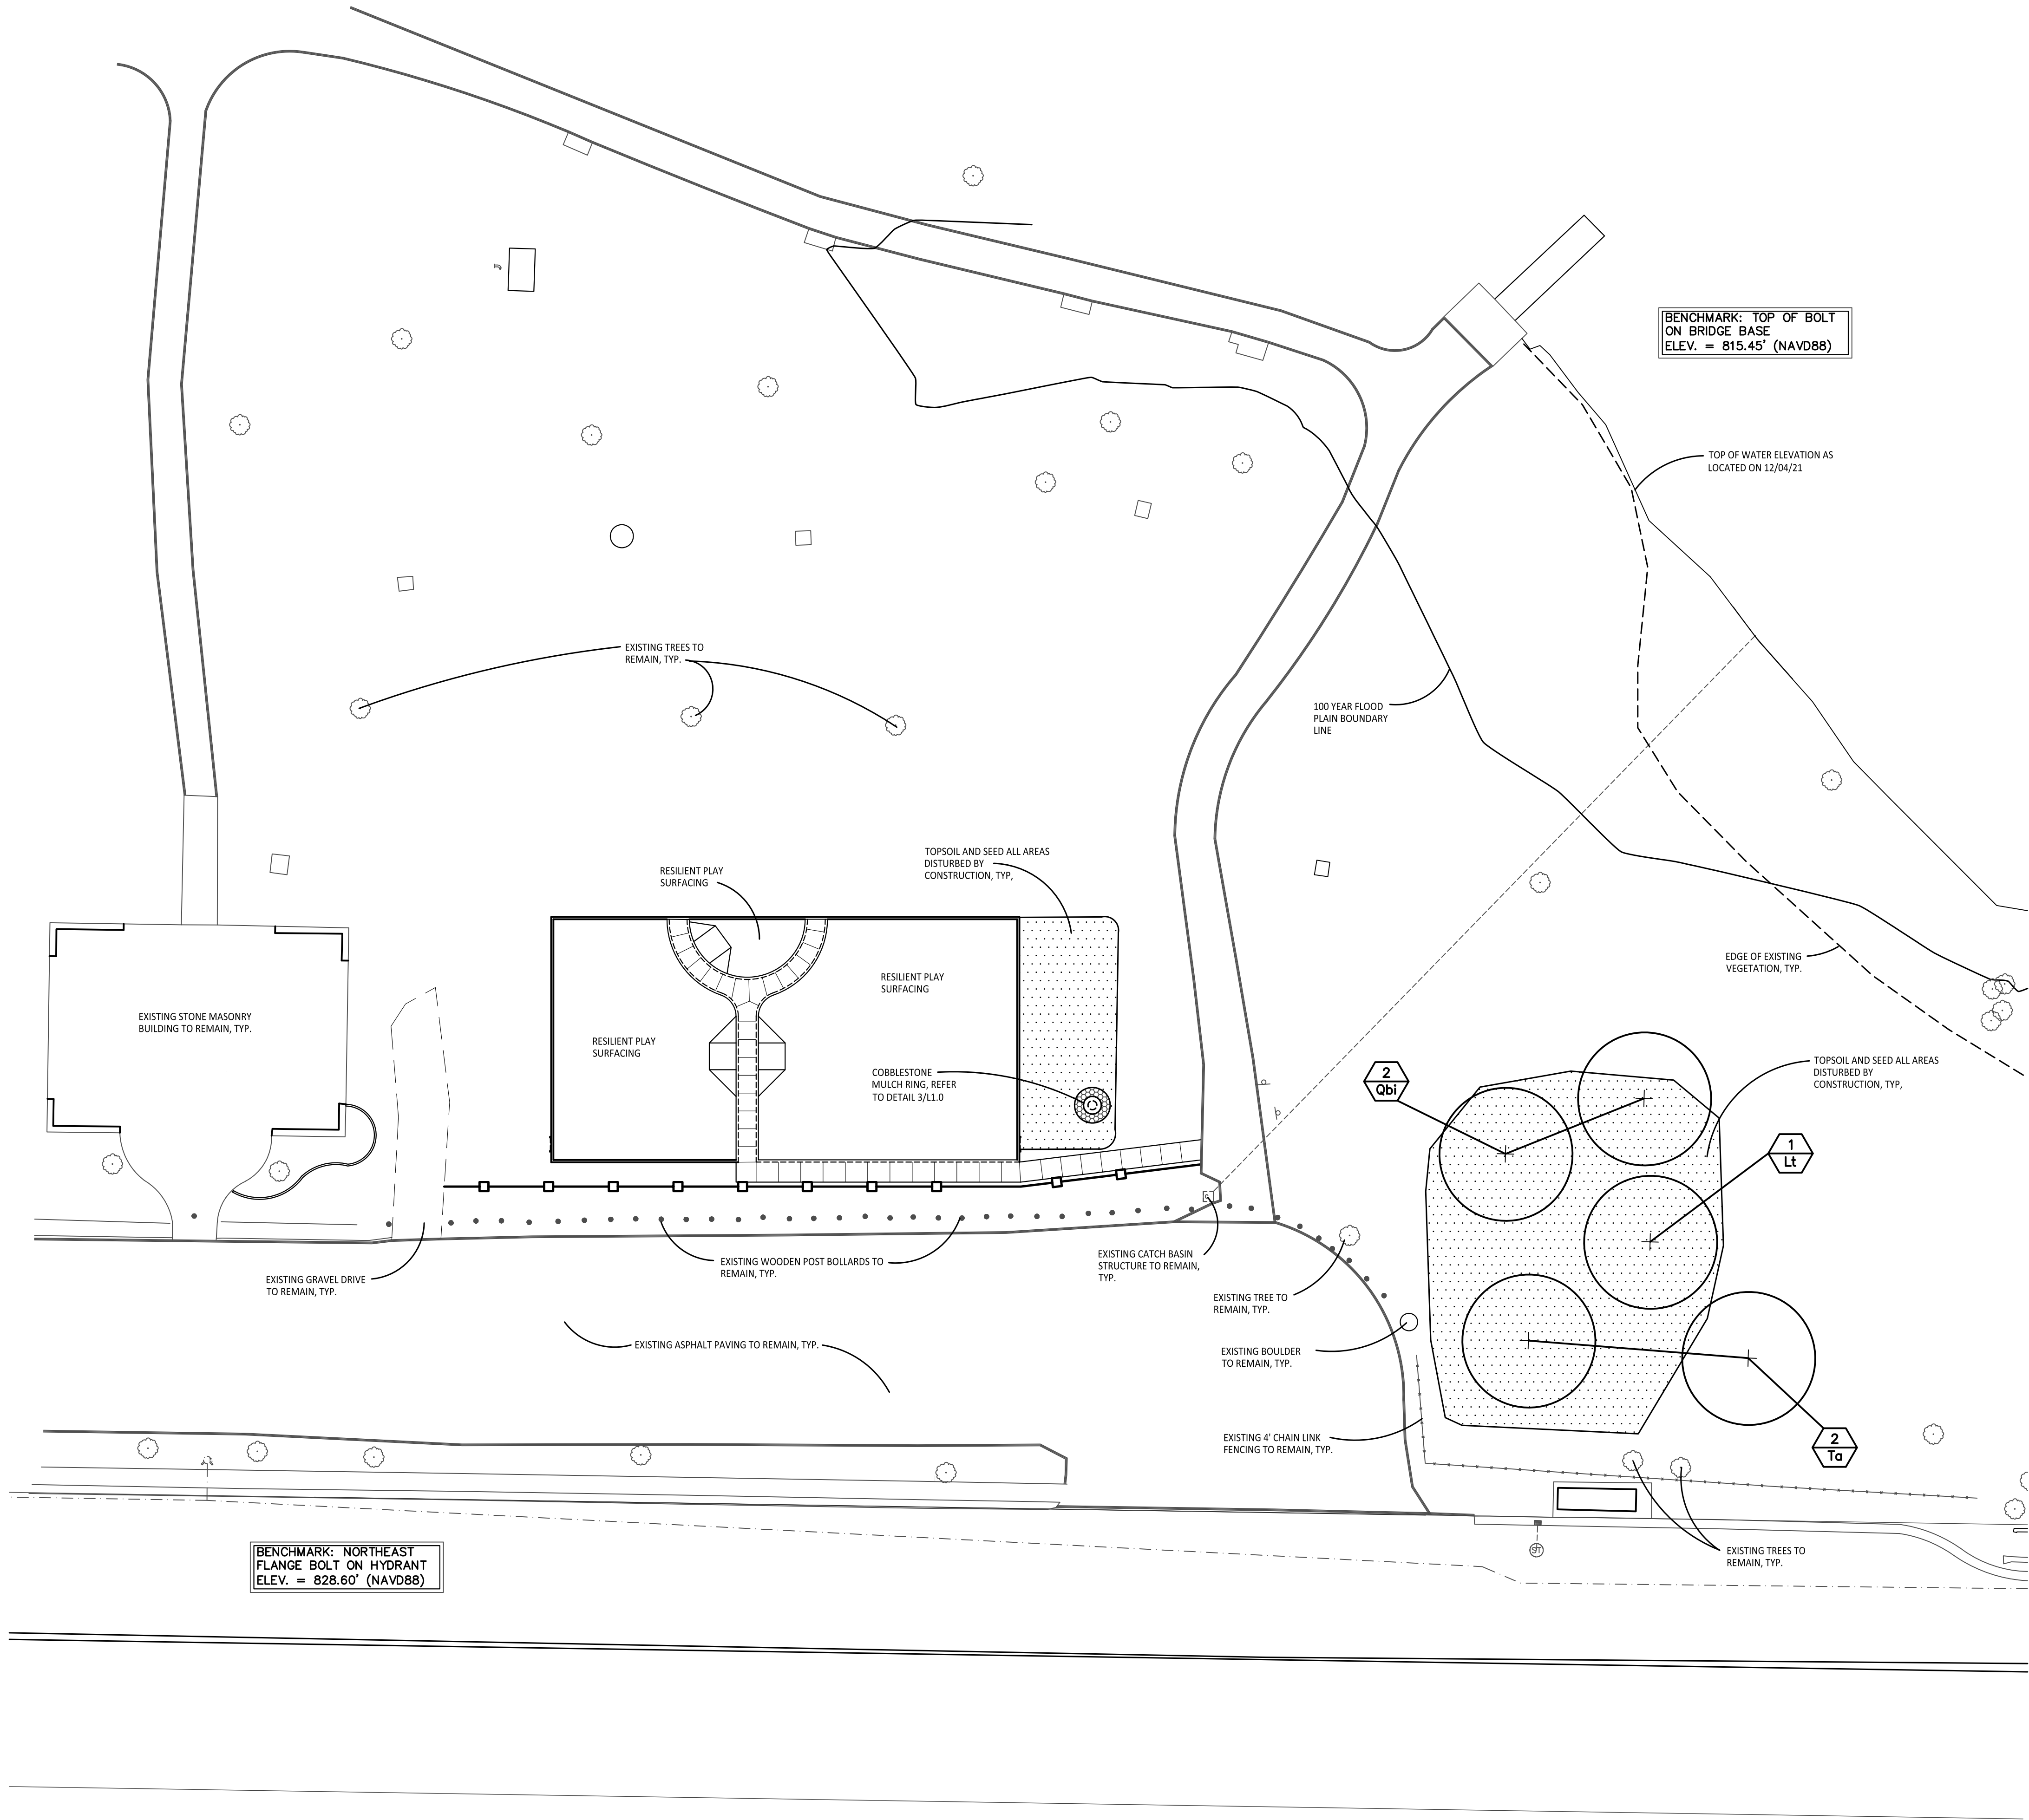 BENCHMARK: TOP OF BOLT
ON BRIDGE BASE
ELEV. = 815.45' (NAVD88)
TOP OF WATER ELEVATION AS
LOCATED ON 12/04/21
EXISTING TREES TO
REMAIN, TYP.
100 YEAR FLOOD
PLAIN BOUNDARY
LINE
TOPSOIL AND SEED ALL AREAS
DISTURBED BY
CONSTRUCTION, TYP,
RESILIENT PLAY
SURFACING
EDGE OF EXISTING
VEGETATION, TYP.
RESILIENT PLAY
SURFACING
EXISTING STONE MASONRY
BUILDING TO REMAIN, TYP.
RESILIENT PLAY
SURFACING
COBBLESTONE
MULCH RING, REFER
TO DETAIL 3/L1.0
2
Qbi
TOPSOIL AND SEED ALL AREAS
DISTURBED BY
CONSTRUCTION, TYP,
1
Lt
EXISTING GRAVEL DRIVE
TO REMAIN, TYP.
EXISTING WOODEN POST BOLLARDS TO
REMAIN, TYP.
EXISTING CATCH BASIN
STRUCTURE TO REMAIN,
TYP.
EXISTING TREE TO
REMAIN, TYP.
EXISTING ASPHALT PAVING TO REMAIN, TYP.
EXISTING BOULDER
TO REMAIN, TYP.
EXISTING 4' CHAIN LINK
FENCING TO REMAIN, TYP.
2
Ta
BENCHMARK: NORTHEAST
FLANGE BOLT ON HYDRANT
ELEV. = 828.60' (NAVD88)
ST
EXISTING TREES TO
REMAIN, TYP.